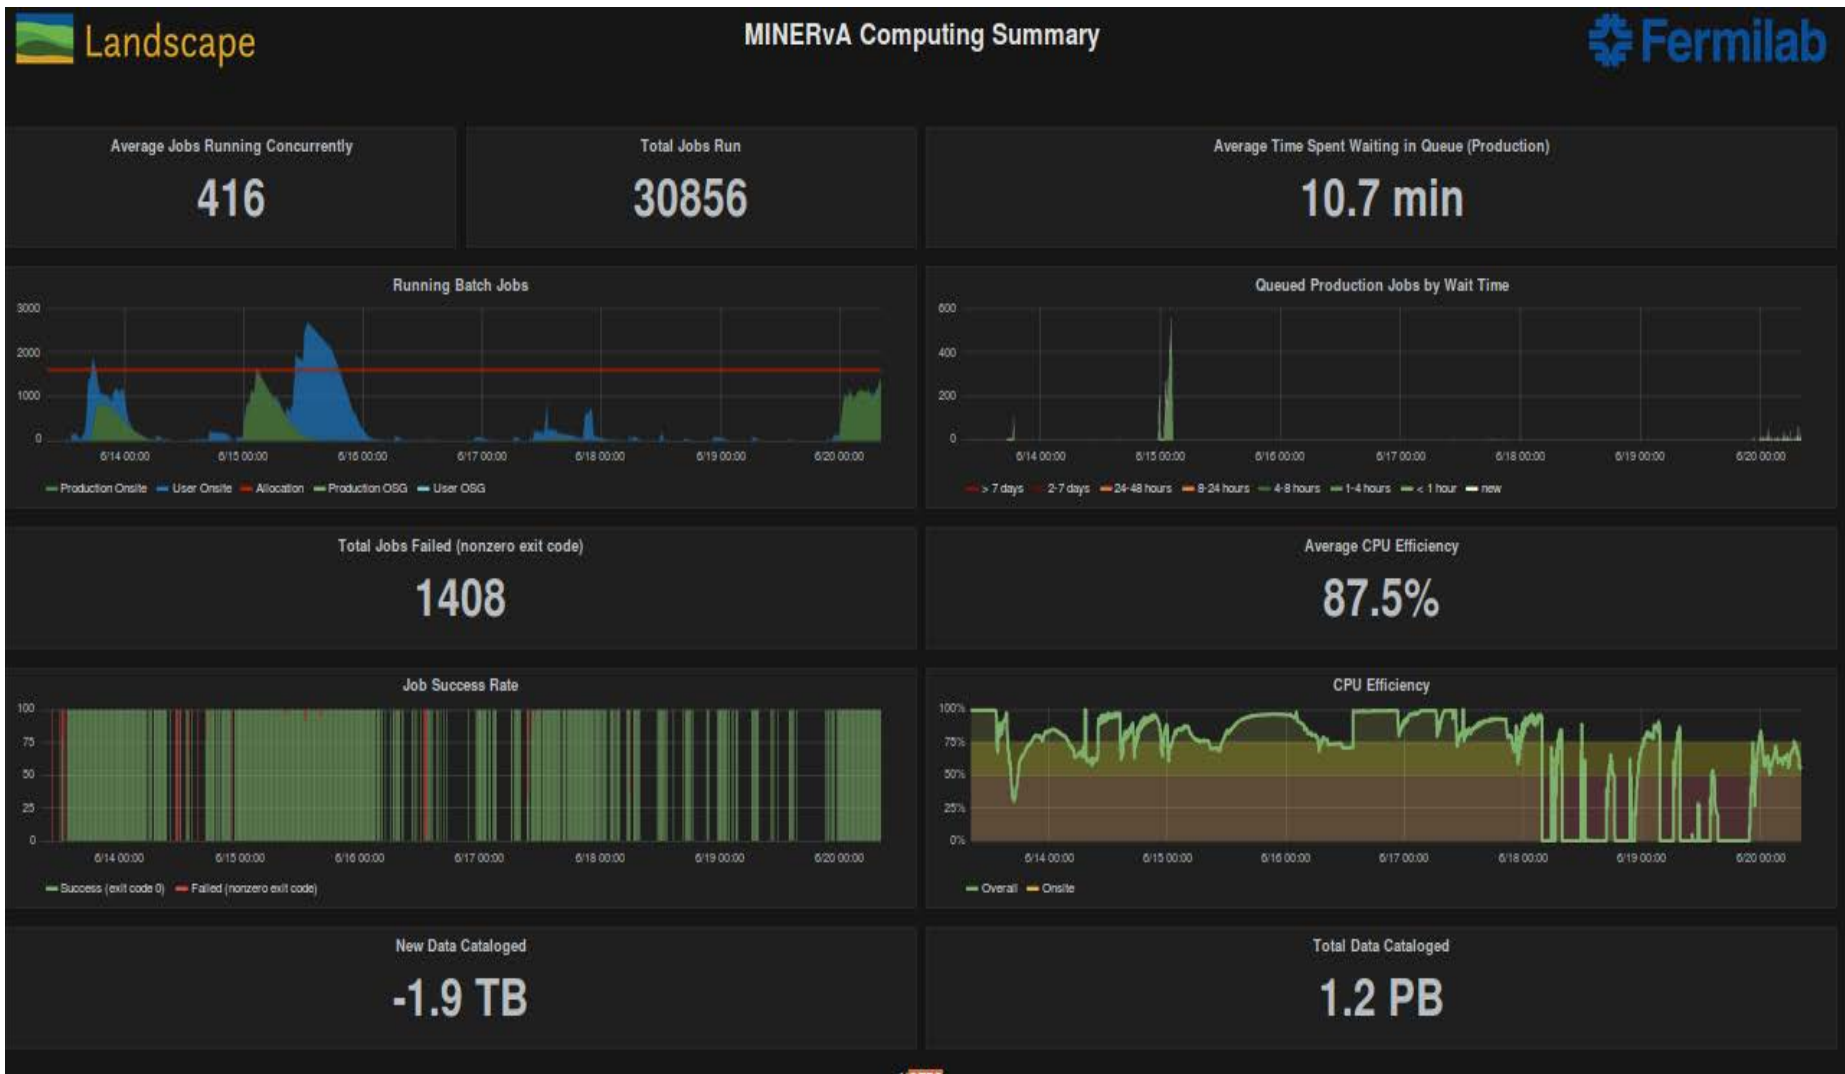 Landscape
MINERvA Computing Summary
Fermilab
Average Jobs Running Concurrently
416
Total Jobs Run
30856
Average Time Spent Waiting in Queue (Production)
10.7 min
Running Batch Jobs
3000
2000
1000
0
6/14 00:00 6/15 00:00 6/16 00:00 6/17 00:00 6/18 00:00 6/19 00:00 6/20 00:00
Production Onsite User Onsite Allocation Production OSG User OSG
Queued Production Jobs by Wait Time
600
400
200
0
6/14 00:00 6/15 00:00 6/16 00:00 6/17 00:00 6/18 00:00 6/19 00:00 6/20 00:00
> 7 days 2-7 days 24-48 hours 8-24 hours 4-8 hours 1-4 hours < 1 hour new
Total Jobs Failed (nonzero exit code)
1408
Average CPU Efficiency
87.5%
Job Success Rate
100
75
50
25
0
6/14 00:00 6/15 00:00 6/16 00:00 6/17 00:00 6/18 00:00 6/19 00:00 6/20 00:00
Success (exit code 0) Failed (nonzero exit code)
CPU Efficiency
100%
75%
50%
25%
0%
6/14 00:00 6/15 00:00 6/16 00:00 6/17 00:00 6/18 00:00 6/19 00:00 6/20 00:00
Overall Onsite
New Data Cataloged
-1.9 TB
Total Data Cataloged
1.2 PB